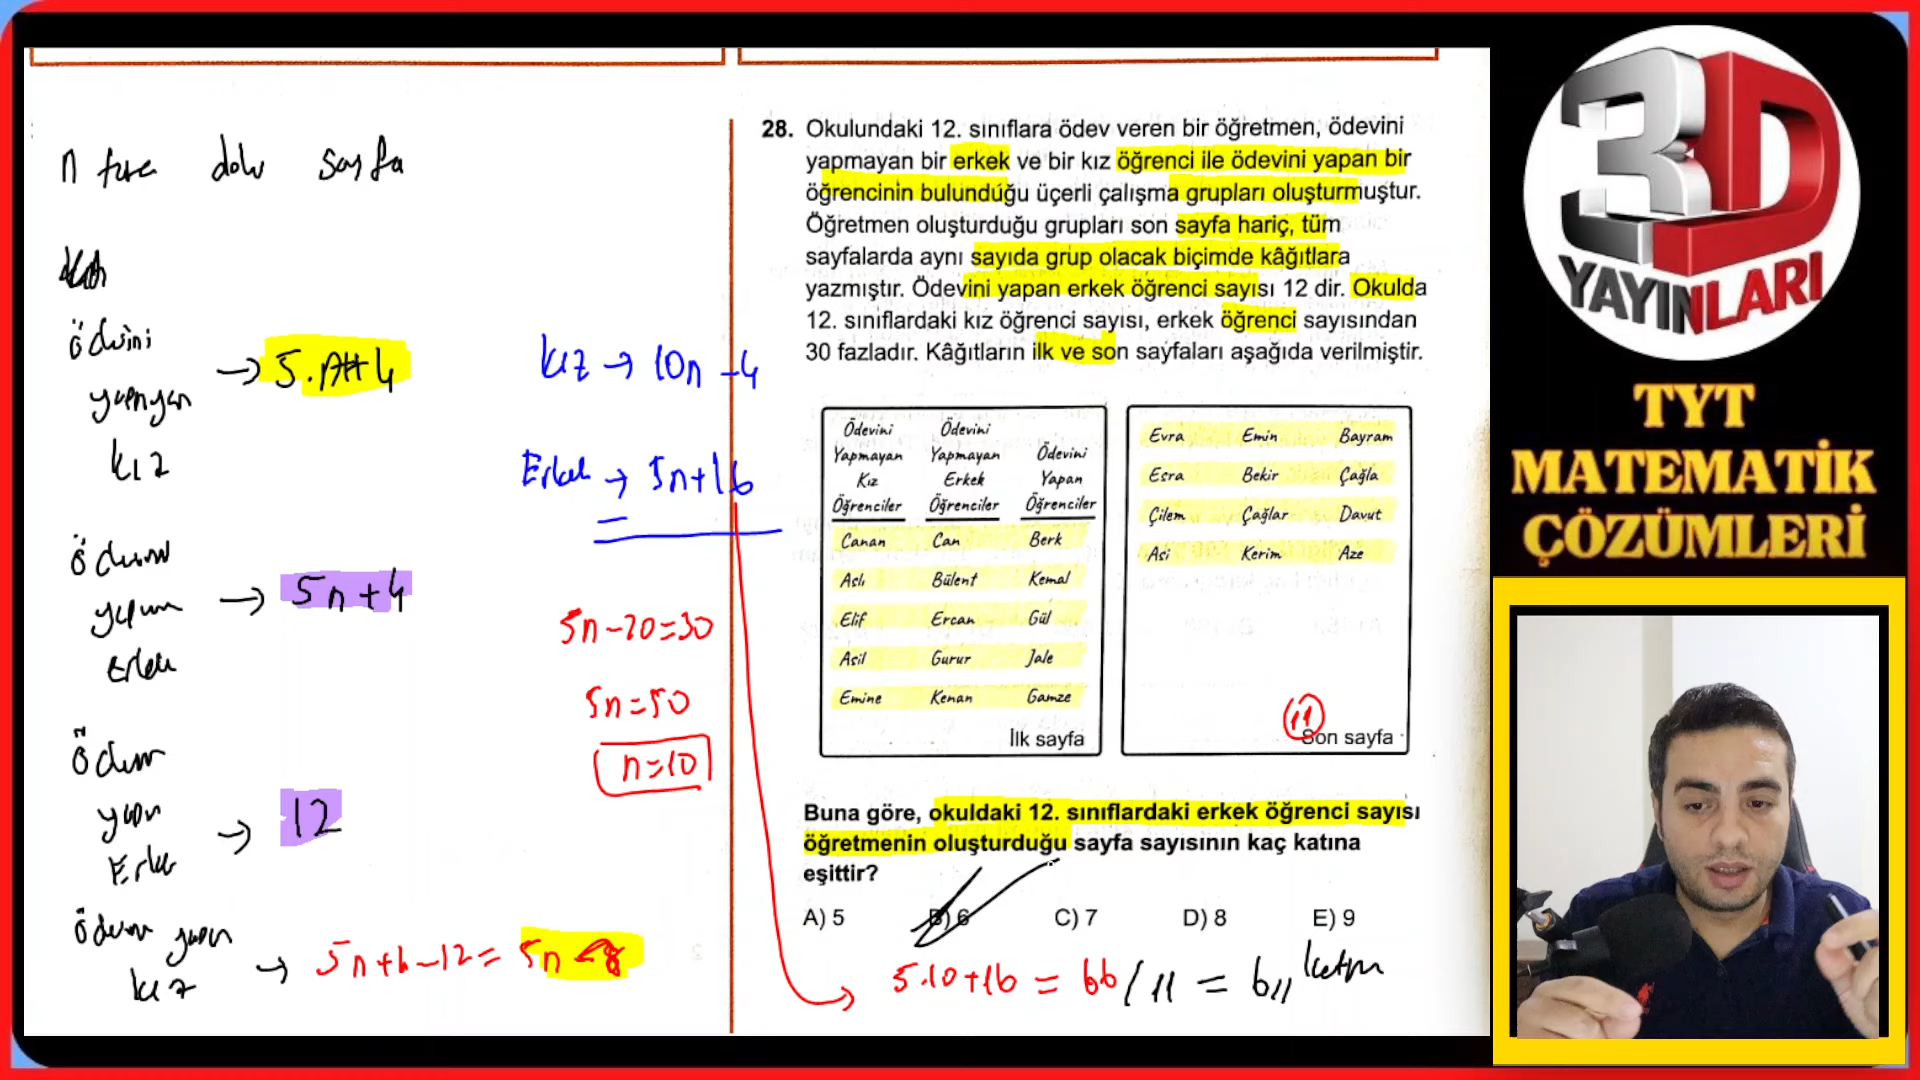 n tane dolu sayfa
Ödevini
yapmayan
kız
→ 5.n+4
→ 5n+4
Erkek
→ 12
Erkek
Ödevini yapan
kız
→ 5n+4-12 = 5n-8
kız → 10n-4
Erkek → 5n+16
5n-20=30
5n=50
n=10
28. Okulundaki 12. sınıflara ödev veren bir öğretmen, ödevini
yapmayan bir erkek ve bir kız öğrenci ile ödevini yapan bir
öğrencinin bulunduğu üçerli çalışma grupları oluşturmuştur.
Öğretmen oluşturduğu grupları son sayfa hariç, tüm
sayfalarda aynı sayıda grup olacak biçimde kâğıtlara
yazmıştır. Ödevini yapan erkek öğrenci sayısı 12 dir. Okulda
12. sınıflardaki kız öğrenci sayısı, erkek öğrenci sayısından
30 fazladır. Kâğıtların ilk ve son sayfaları aşağıda verilmiştir.
Ödevini Yapmayan Kız Öğrenciler
Ödevini Yapmayan Erkek Öğrenciler
Ödevini Yapan Öğrenciler
Canan Can Berk
Aslı Bülent Kemal
Elif Ercan Gül
Asil Gurur Jale
Emine Kenan Gamze
İlk sayfa
Evra Emin Bayram
Esra Bekir Çağla
Çilem Çağlar Davut
Asi Kerim Aze
11
Son sayfa
Buna göre, okuldaki 12. sınıflardaki erkek öğrenci sayısı
öğretmenin oluşturduğu sayfa sayısının kaç katına
eşittir?
A) 5 B) 6 C) 7 D) 8 E) 9
5.10+16 = 66 / 11 = 6
3D
YAYINLARI
TYT
MATEMATİK
ÇÖZÜMLERİ